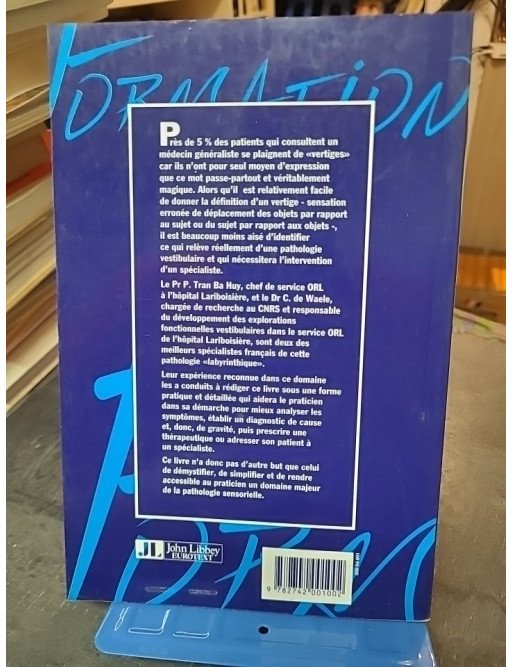 FORMATION
Près de 5 % des patients qui consultent un
médecin généraliste se plaignent de «vertiges»
car ils n'ont pour seul moyen d'expression
que ce mot passe-partout et véritablement
magique. Alors qu'il est relativement facile
de donner la définition d'un vertige - sensation
erronée de déplacement des objets par rapport
au sujet ou du sujet par rapport aux objets -,
il est beaucoup moins aisé d'identifier
ce qui relève réellement d'une pathologie
vestibulaire et qui nécessitera l'intervention
d'un spécialiste.
Le Pr P. Tran Ba Huy, chef de service ORL
à l'hôpital Lariboisière, et le Dr C. de Waele,
chargée de recherche au CNRS et responsable
du développement des explorations
fonctionnelles vestibulaires dans le service ORL
de l'hôpital Lariboisière, sont deux des
meilleurs spécialistes français de cette
pathologie «labyrinthique».
Leur expérience reconnue dans ce domaine
les a conduits à rédiger ce livre sous une forme
pratique et détaillée qui aidera le praticien
dans sa démarche pour mieux analyser les
symptômes, établir un diagnostic de cause
et, donc, de gravité, puis prescrire une
thérapeutique ou adresser son patient à
un spécialiste.
Ce livre n'a donc pas d'autre but que celui
de démystifier, de simplifier et de rendre
accessible au praticien un domaine majeur
de la pathologie sensorielle.
FORM
JL John Libbey
EUROTEXT
9 782742 001002